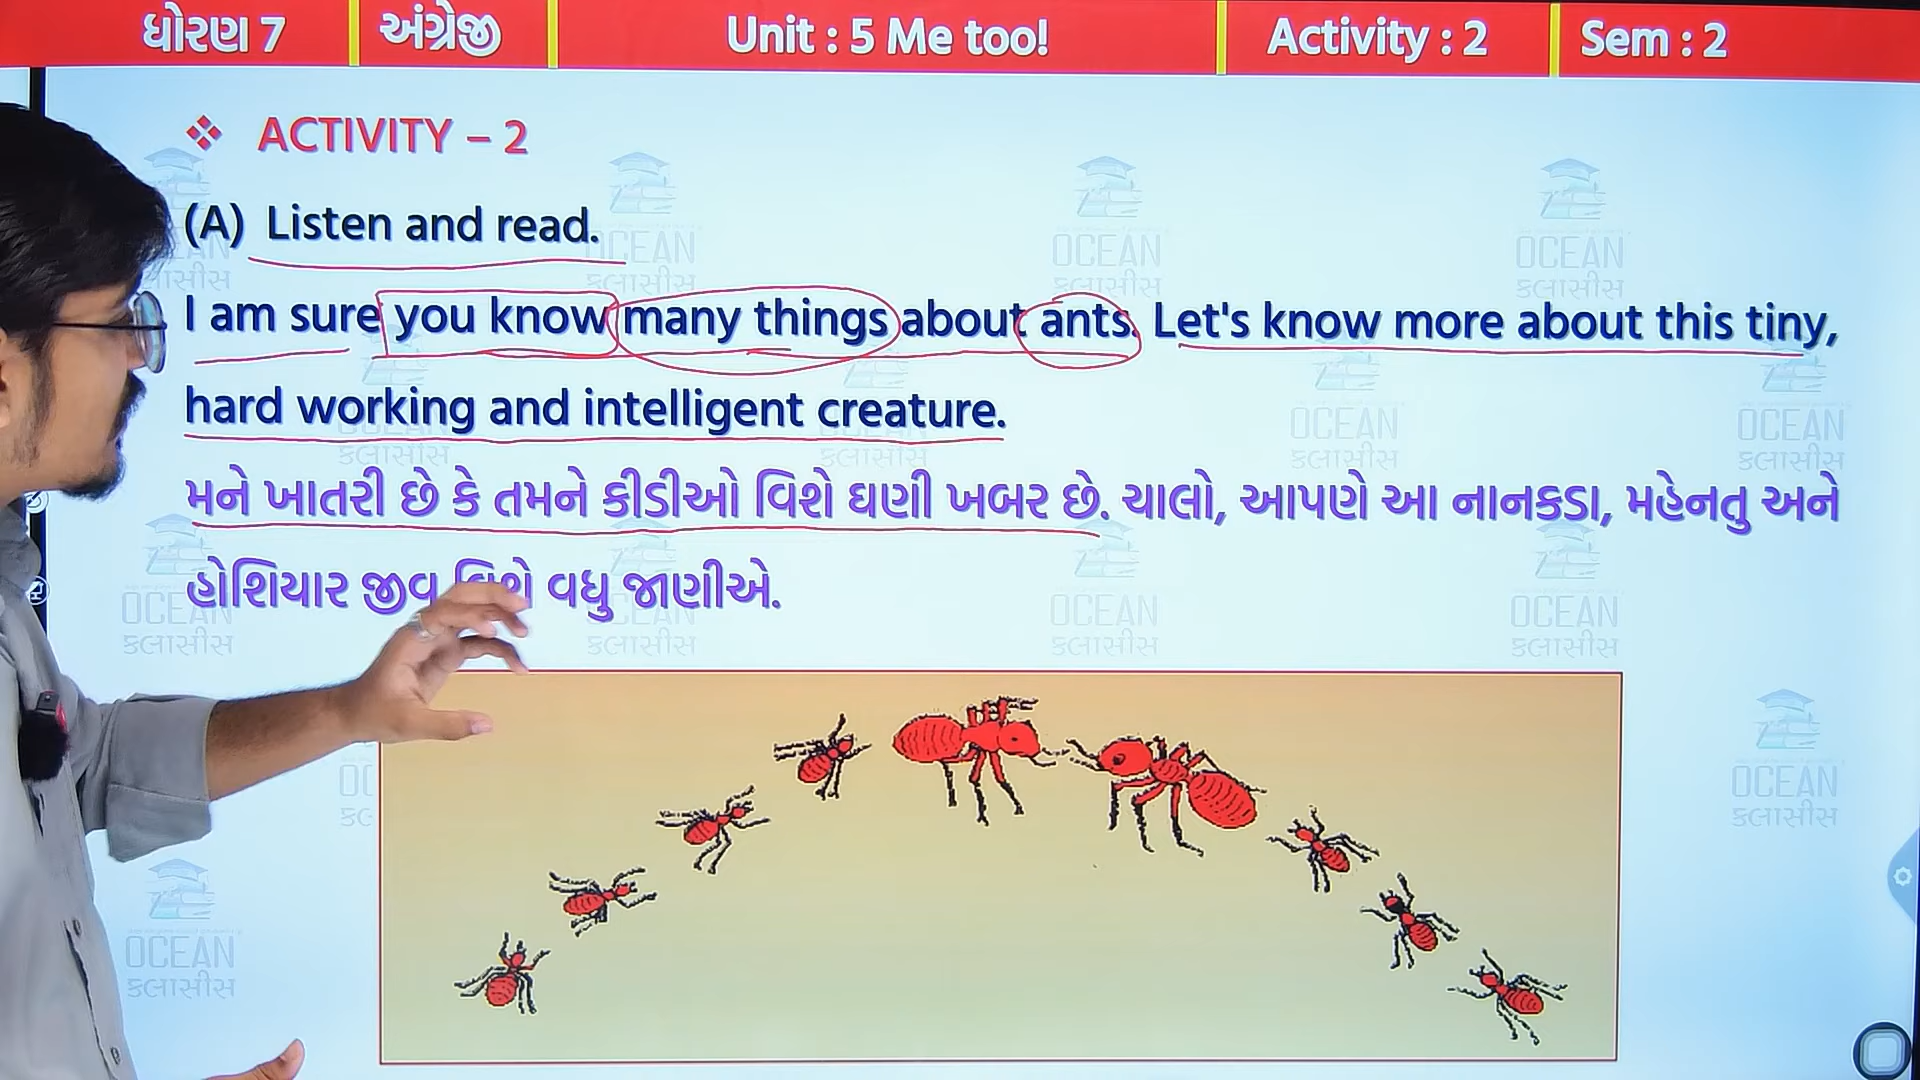 ધોરણ 7 અંગ્રેજી Unit : 5 Me too! Activity : 2 Sem : 2
❖ ACTIVITY – 2
(A) Listen and read.
I am sure you know many things about ants. Let's know more about this tiny,
hard working and intelligent creature.
મને ખાતરી છે કે તમને કીડીઓ વિશે ઘણી ખબર છે. ચાલો, આપણે આ નાનકડા, મહેનતુ અને
હોશિયાર જીવ વિશે વધુ જાણીએ.
OCEAN
કલાસીસ